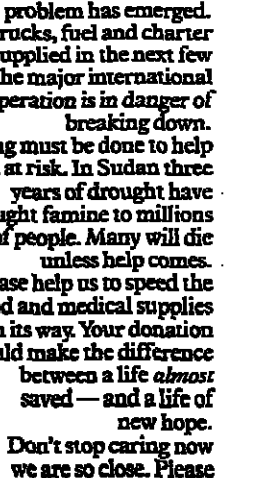 problem has emerged.
rucks, fuel and charter
upplied in the next few
he major international
peration is in danger of
breaking down.
ng must be done to help
at risk. In Sudan three
years of drought have
ught famine to millions
of people. Many will die
unless help comes.
ase help us to speed the
d and medical supplies
n its way. Your donation
uld make the difference
between a life almost
saved — and a life of
new hope.
Don't stop caring now
we are so close. Please